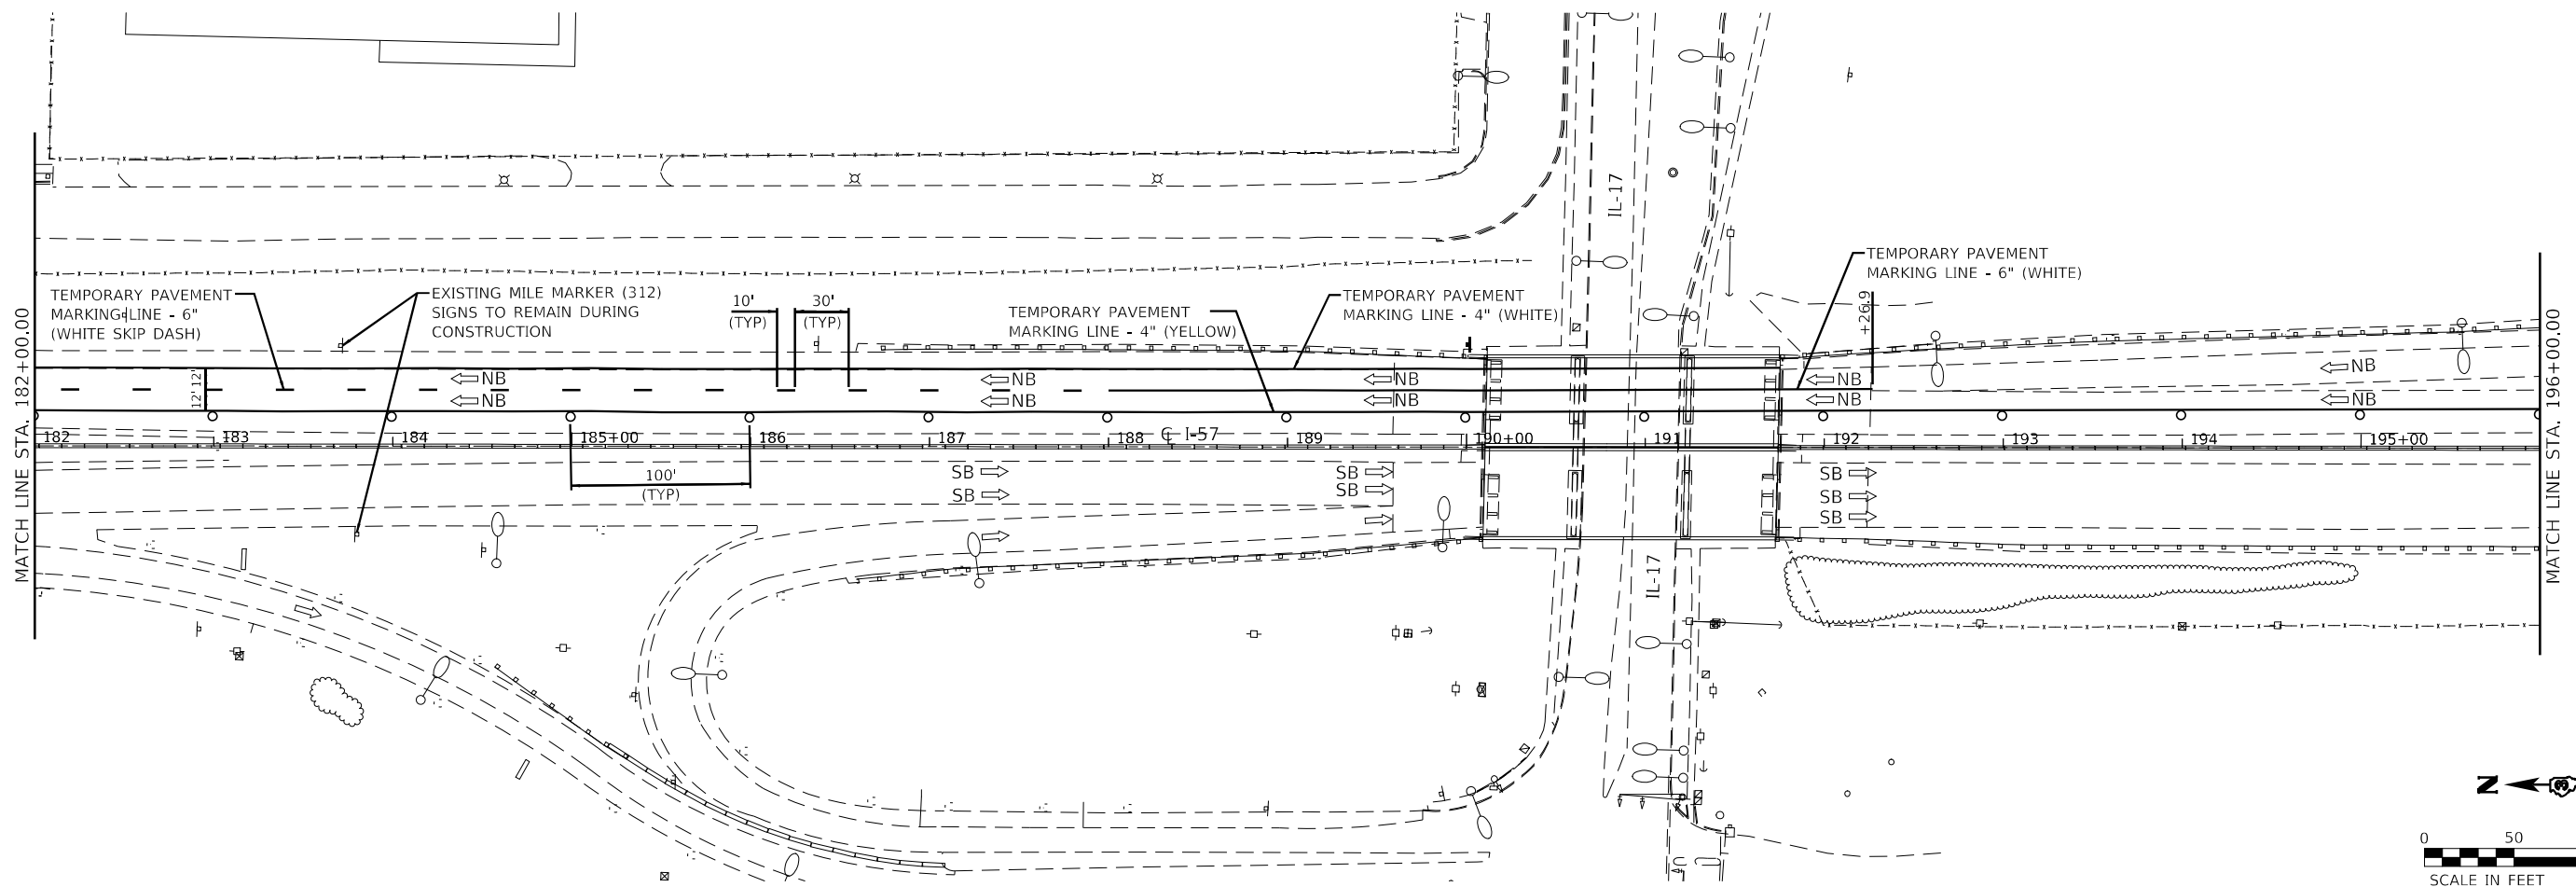 IL-17
TEMPORARY PAVEMENT
MARKING LINE - 6" (WHITE)
+26.9
TEMPORARY PAVEMENT
MARKING LINE - 6"
(WHITE SKIP DASH)
EXISTING MILE MARKER (312)
SIGNS TO REMAIN DURING
CONSTRUCTION
10'
(TYP)
30'
(TYP)
TEMPORARY PAVEMENT
MARKING LINE - 4" (YELLOW)
TEMPORARY PAVEMENT
MARKING LINE - 4" (WHITE)
MATCH LINE STA. 182+00.00
MATCH LINE STA. 196+00.00
12' 12'
NB NB NB NB NB
NB NB NB NB NB
182 183 184 185+00 186 187 188 ℄ I-57 189 190+00 191 192 193 194 195+00
SB SB SB
SB SB SB
SB
100'
(TYP)
IL-17
N
3
0 50
SCALE IN FEET